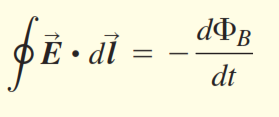 ∮ E⃗ · dl⃗ = − dΦ_B/dt